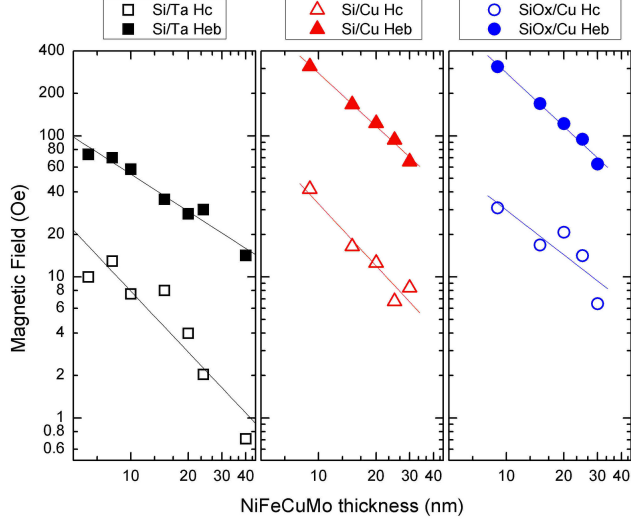 Si/Ta Hc
Si/Ta Heb
Si/Cu Hc
Si/Cu Heb
SiOx/Cu Hc
SiOx/Cu Heb
Magnetic Field (Oe)
400
200
100
80
60
40
20
10
8
6
4
2
1
0.8
0.6
10 20 30 40
10 20 30 40
10 20 30 40
NiFeCuMo thickness (nm)